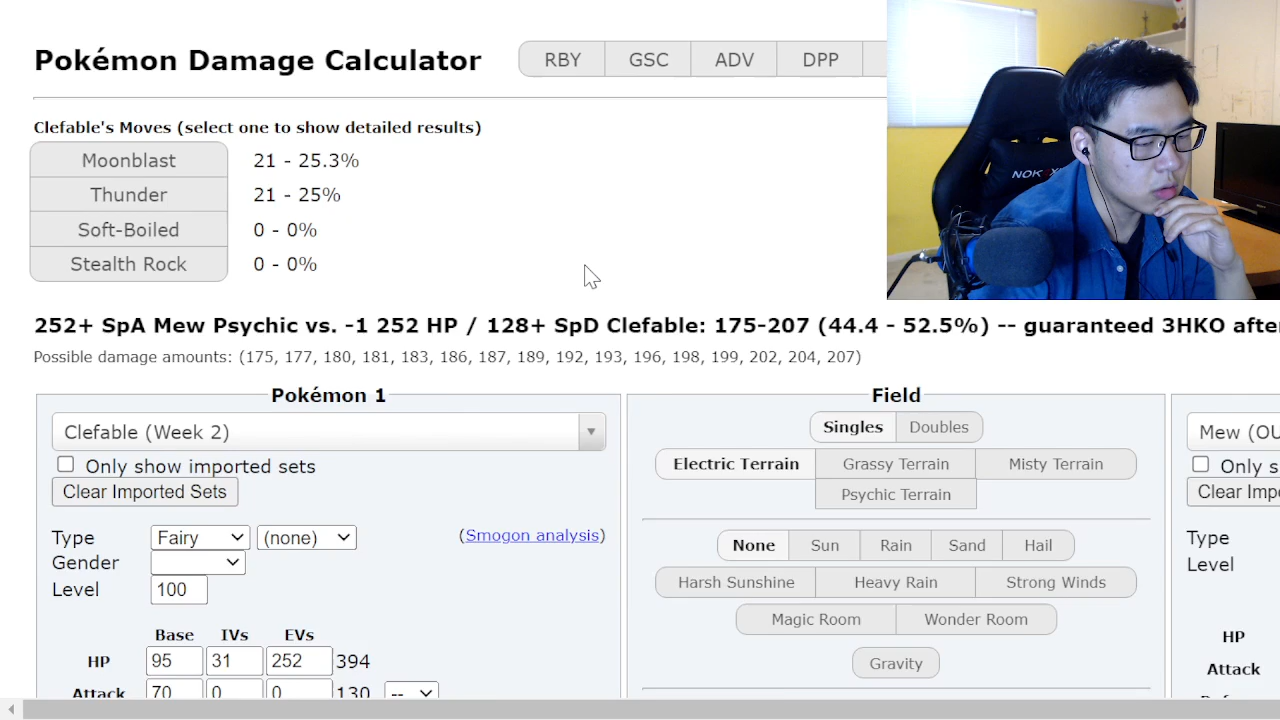 Pokémon Damage Calculator
RBY GSC ADV DPP
Clefable's Moves (select one to show detailed results)
Moonblast 21 - 25.3%
Thunder 21 - 25%
Soft-Boiled 0 - 0%
Stealth Rock 0 - 0%
252+ SpA Mew Psychic vs. -1 252 HP / 128+ SpD Clefable: 175-207 (44.4 - 52.5%) -- guaranteed 3HKO after
Possible damage amounts: (175, 177, 180, 181, 183, 186, 187, 189, 192, 193, 196, 198, 199, 202, 204, 207)
Pokémon 1
Clefable (Week 2)
Only show imported sets
Clear Imported Sets
Type Fairy (none) (Smogon analysis)
Gender
Level 100
Base IVs EVs
HP 95 31 252 394
Attack 70 0 0 130 --
Field
Singles Doubles
Electric Terrain Grassy Terrain Misty Terrain
Psychic Terrain
None Sun Rain Sand Hail
Harsh Sunshine Heavy Rain Strong Winds
Magic Room Wonder Room
Gravity
Mew (OU
Only s
Clear Impo
Type
Level
HP
Attack